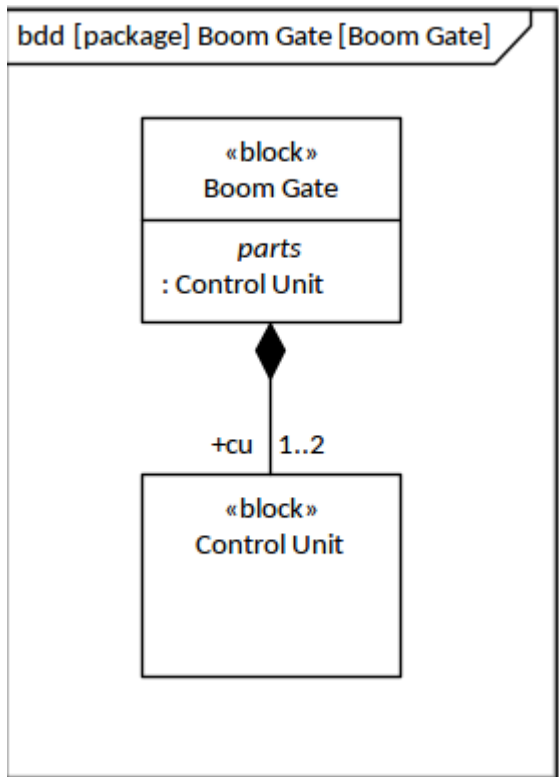 bdd [package] Boom Gate [Boom Gate]
«block»
Boom Gate
parts
: Control Unit
+cu 1..2
«block»
Control Unit